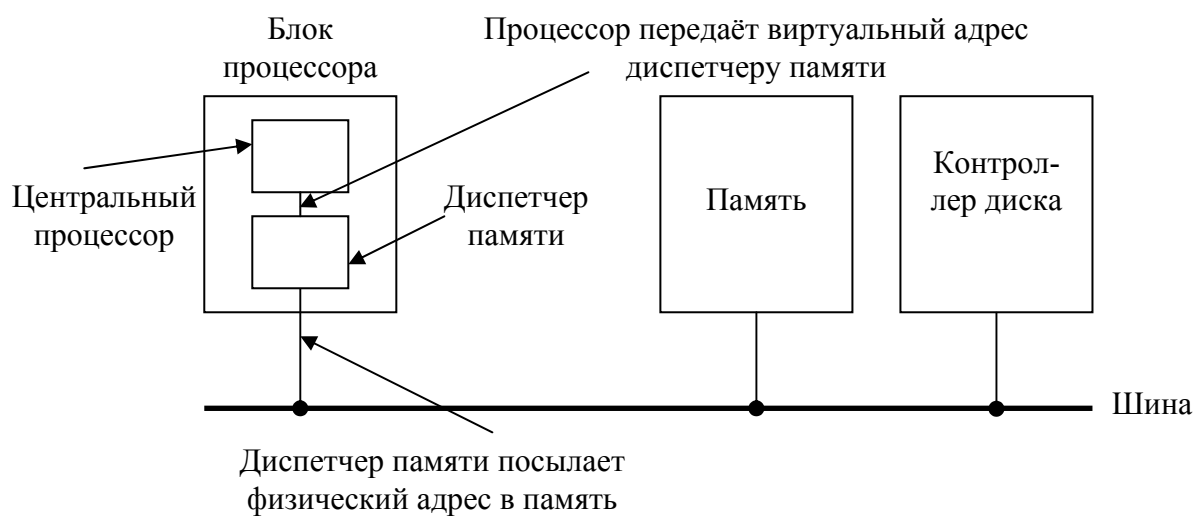 Блок
процессора
Процессор передаёт виртуальный адрес
диспетчеру памяти
Центральный
процессор
Диспетчер
памяти
Память
Контрол-
лер диска
Шина
Диспетчер памяти посылает
физический адрес в память